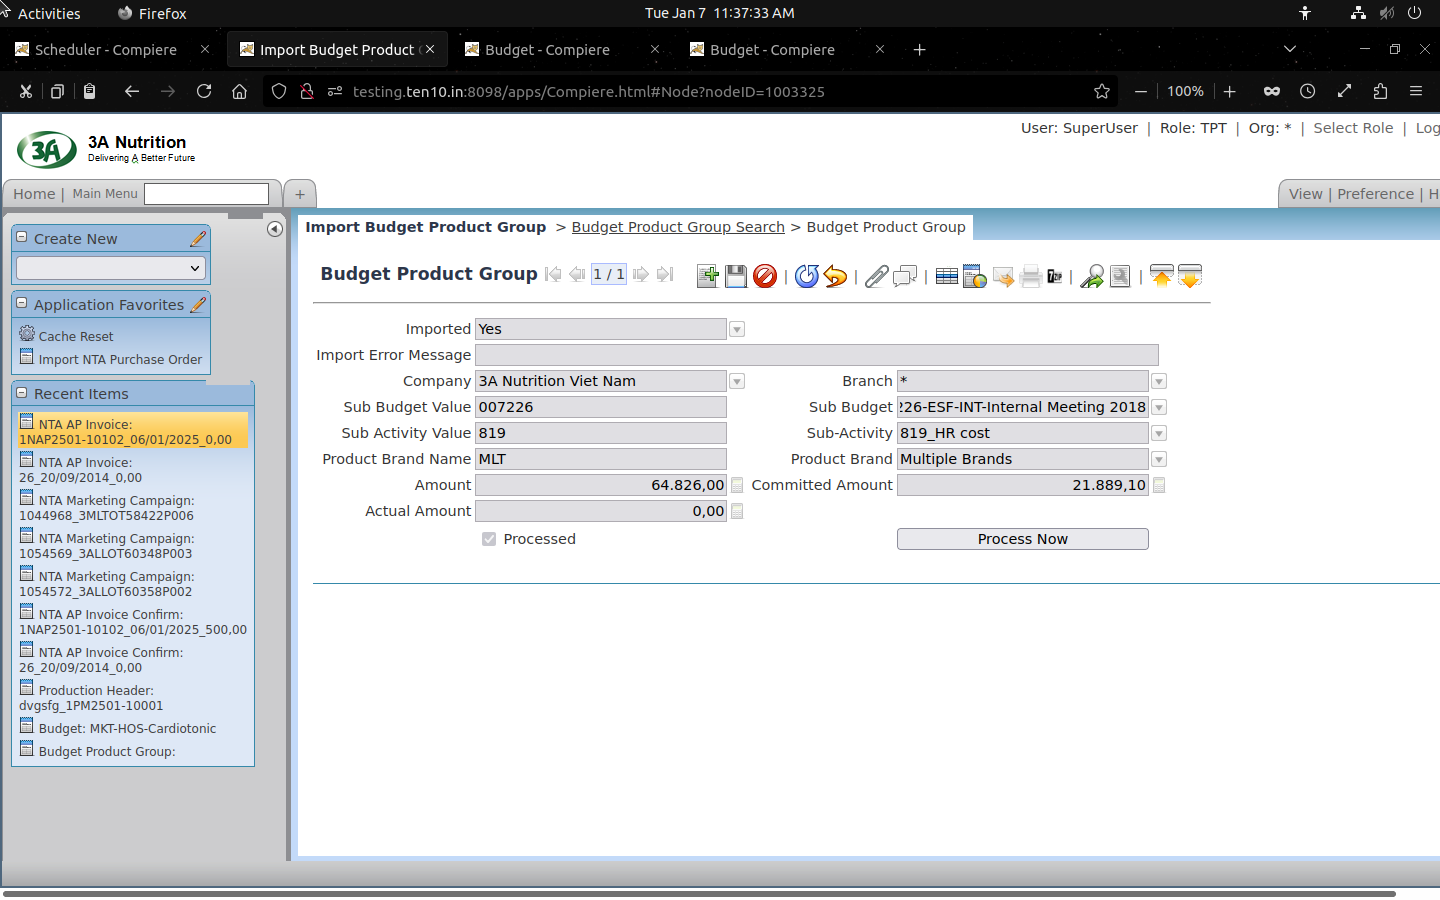 Activities
Firefox
Tue Jan 7 11:37:33 AM
Scheduler - Compiere
Import Budget Product
Budget - Compiere
Budget - Compiere
testing.ten10.in:8098/apps/Compiere.html#Node?nodeID=1003325
100%
3A
3A Nutrition
Delivering A Better Future
User: SuperUser | Role: TPT | Org: * | Select Role | Log
Home | Main Menu
+
View | Preference | H
Create New
Application Favorites
Cache Reset
Import NTA Purchase Order
Recent Items
NTA AP Invoice:
1NAP2501-10102_06/01/2025_0,00
NTA AP Invoice:
26_20/09/2014_0,00
NTA Marketing Campaign:
1044968_3MLTOT58422P006
NTA Marketing Campaign:
1054569_3ALLOT60348P003
NTA Marketing Campaign:
1054572_3ALLOT60358P002
NTA AP Invoice Confirm:
1NAP2501-10102_06/01/2025_500,00
NTA AP Invoice Confirm:
26_20/09/2014_0,00
Production Header:
dvgsfg_1PM2501-10001
Budget: MKT-HOS-Cardiotonic
Budget Product Group:
Import Budget Product Group > Budget Product Group Search > Budget Product Group
Budget Product Group
1 / 1
Imported Yes
Import Error Message
Company 3A Nutrition Viet Nam
Branch *
Sub Budget Value 007226
Sub Budget 226-ESF-INT-Internal Meeting 2018
Sub Activity Value 819
Sub-Activity 819_HR cost
Product Brand Name MLT
Product Brand Multiple Brands
Amount 64.826,00
Committed Amount 21.889,10
Actual Amount 0,00
Processed
Process Now